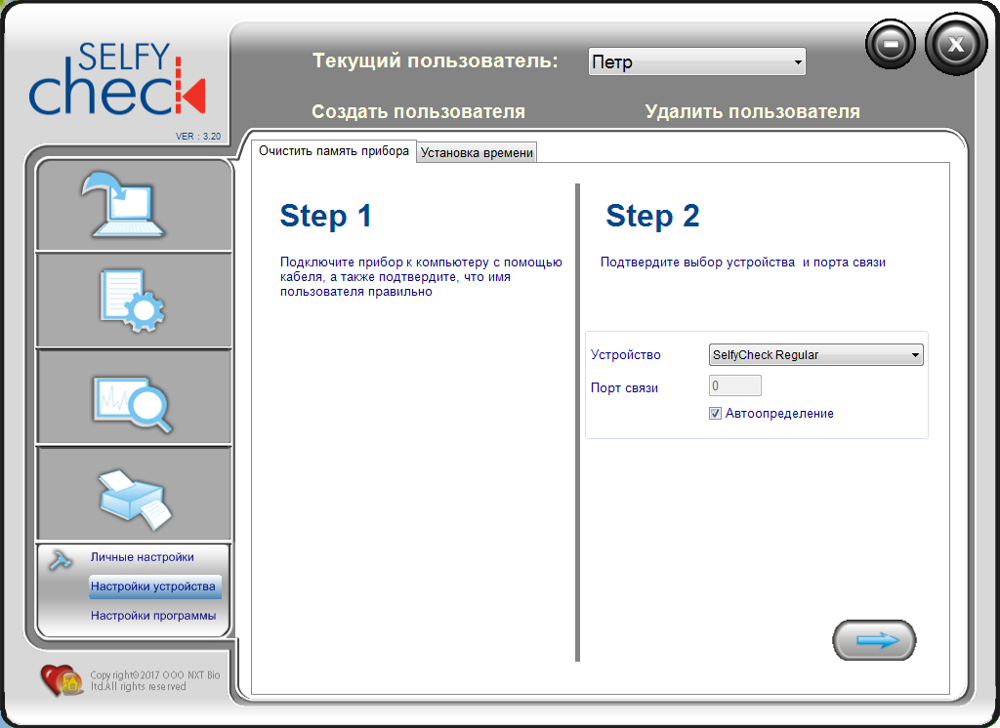 SELFY
check
VER : 3.20
Текущий пользователь:
Петр
Создать пользователя
Удалить пользователя
X
Очистить память прибора
Установка времени
Step 1
Подключите прибор к компьютеру с помощью
кабеля, а также подтвердите, что имя
пользователя правильно
Step 2
Подтвердите выбор устройства и порта связи
Устройство
SelfyCheck Regular
Порт связи
0
Автоопределение
Личные настройки
Настройки устройства
Настройки программы
Copyright©2017 ООО NXT Bio
ltd.All rights reserved